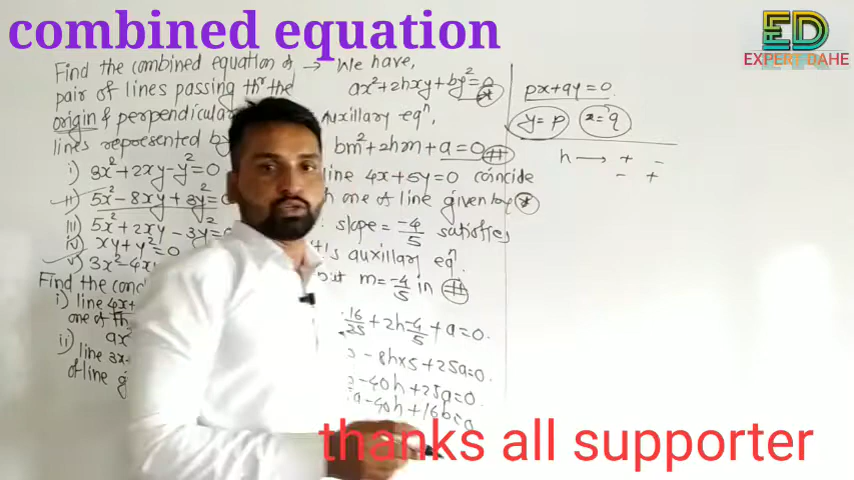 combined equation
ED
EXPERT DAHE
Find the combined equation of
pair of lines passing thr the
origin & perpendicular
lines represented by
i) 3x²+2xy-y²=0
ii) 5x²-8xy+3y²=0
iii) 5x²+2xy-3y²=0
iv) xy+y²=0
v) 3x²-4x
Find the
i) line 4x+
one of th
ax²
ii) line 3x-
of line g
→ We have,
ax²+2hxy+by²=0 *
auxillary eqⁿ,
bm²+2hm+a=0 #
line 4x+5y=0 coincide
one of line given by *
slope = -4/5 satisfies
auxillary eqⁿ.
put m=-4/5 in #
16/25 +2h -4/5 +a=0.
-8h×5+25a=0.
-40h+25a=0.
a-40h+16b=0
px+qy=0.
y=p x=q
h → + -
- +
thanks all supporter